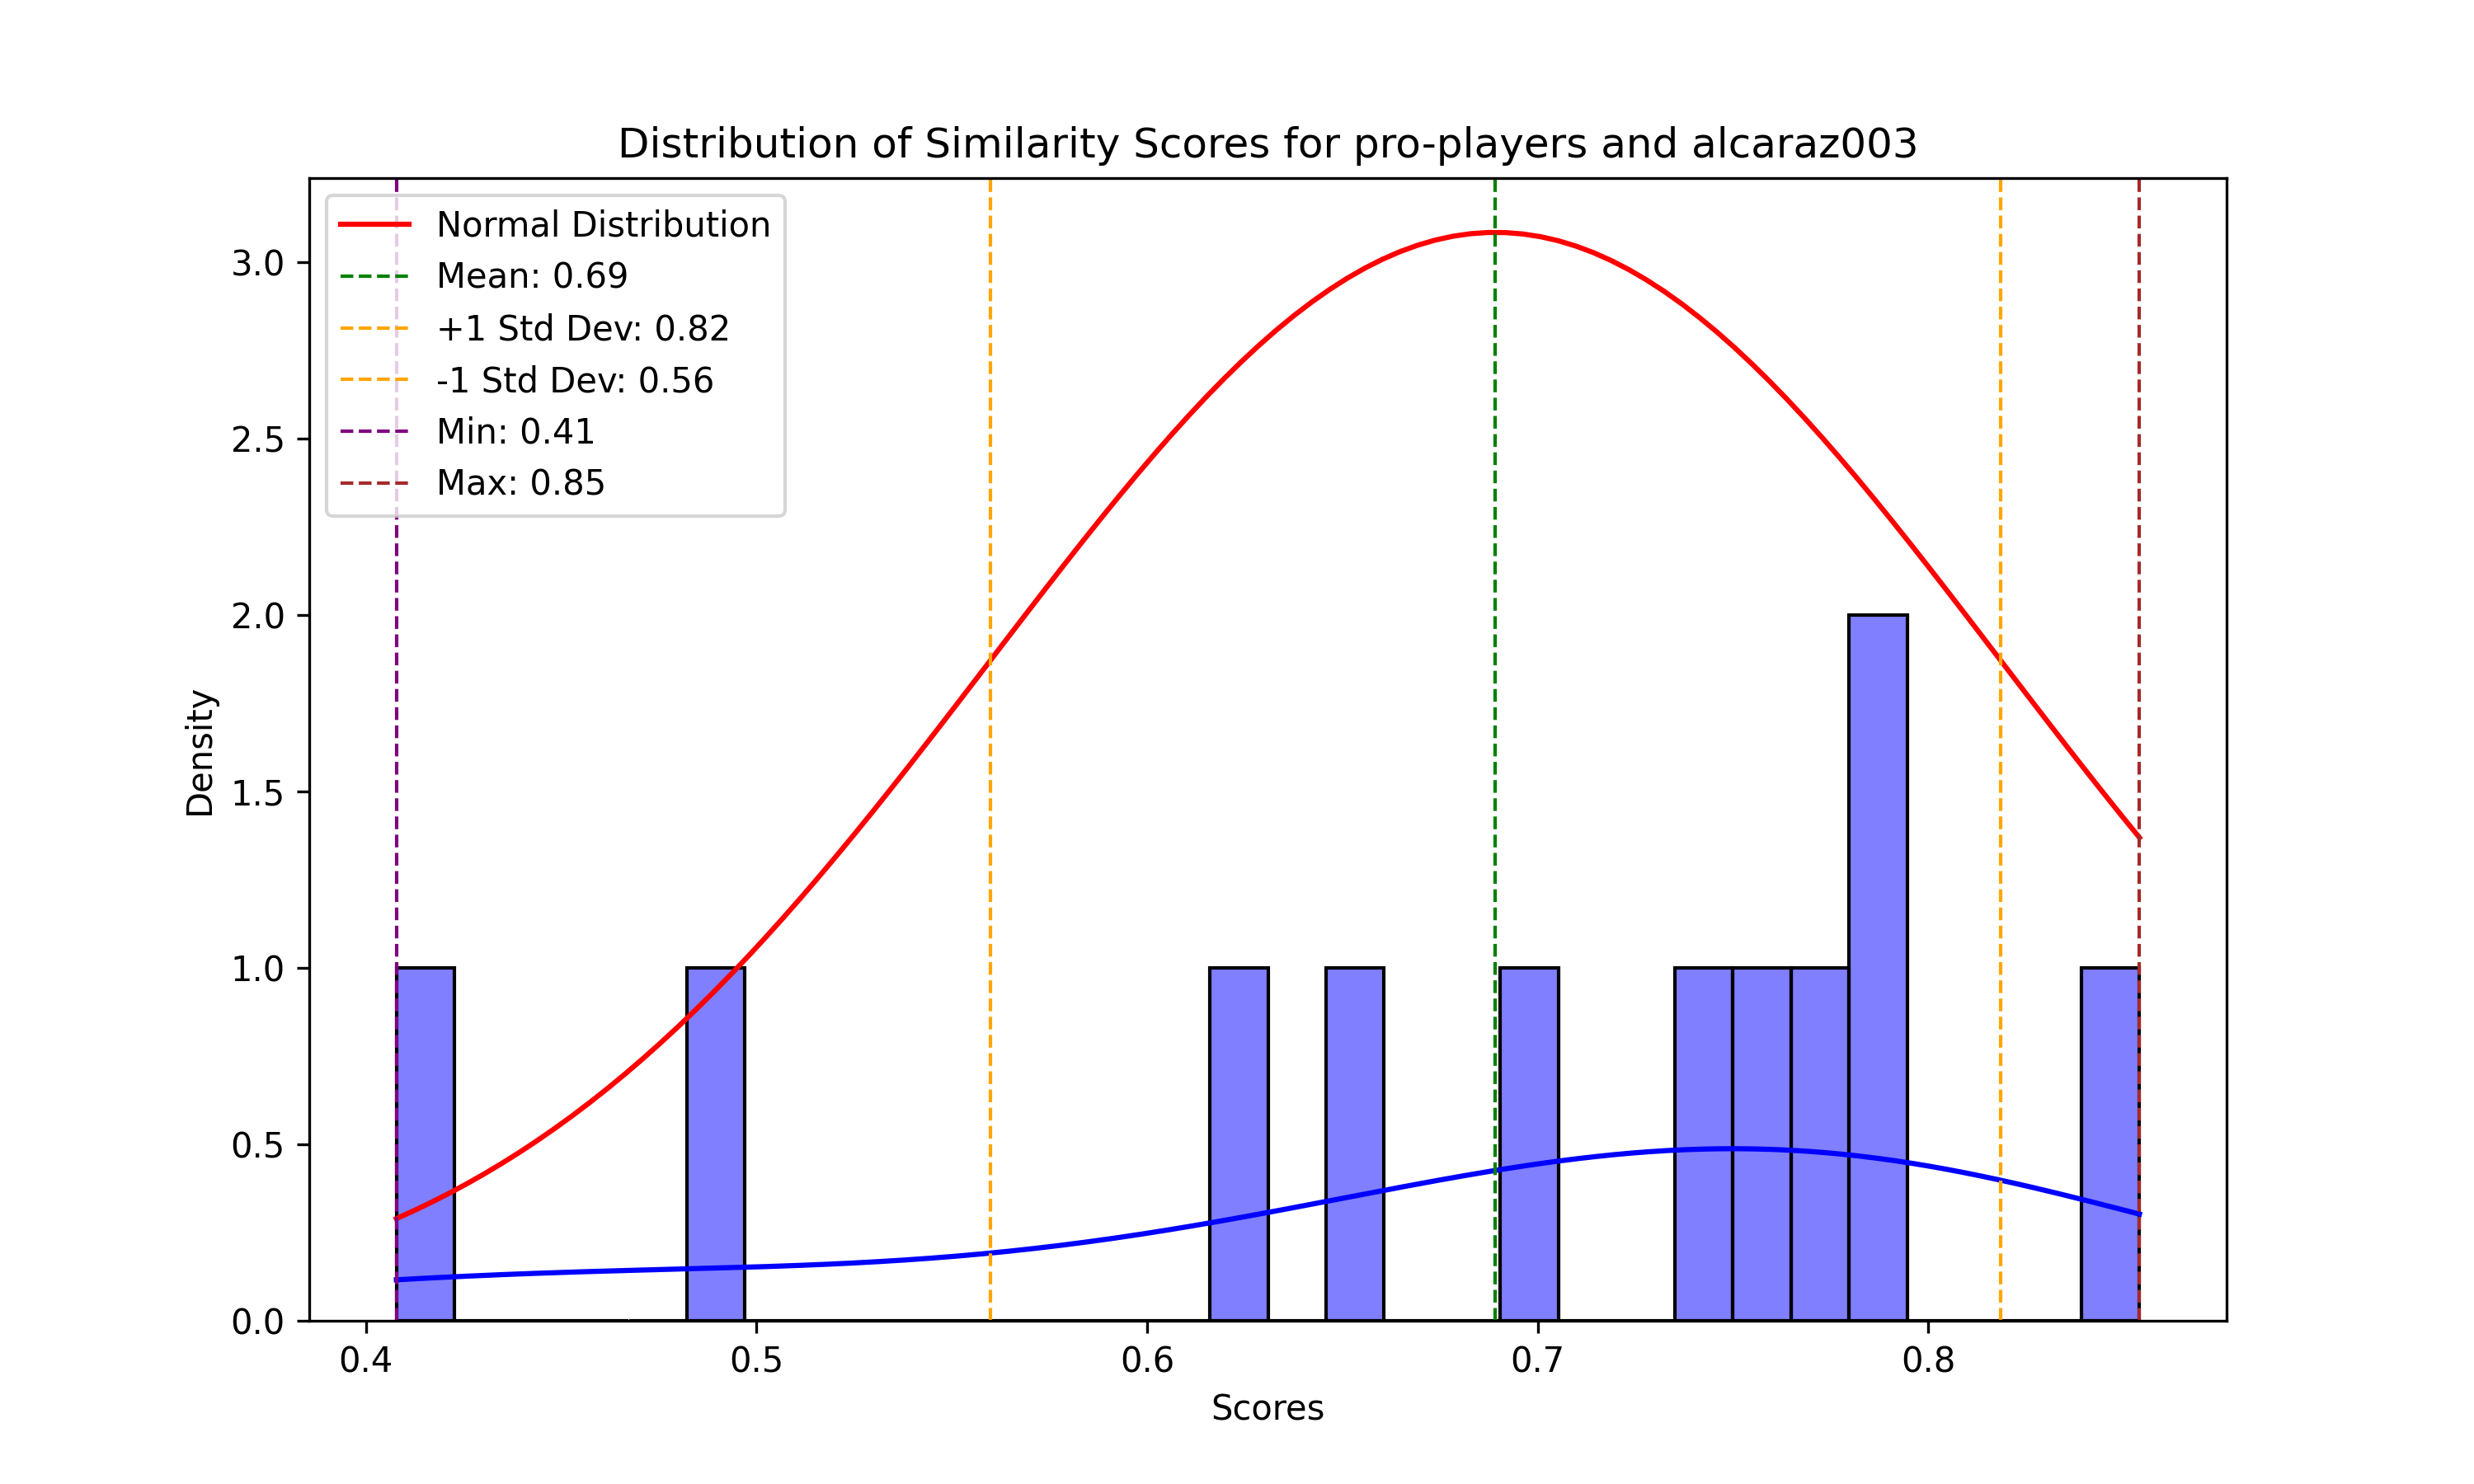 Distribution of Similarity Scores for pro-players and alcaraz003
Normal Distribution
Mean: 0.69
+1 Std Dev: 0.82
-1 Std Dev: 0.56
Min: 0.41
Max: 0.85
3.0
2.5
2.0
1.5
1.0
0.5
0.0
Density
0.4 0.5 0.6 0.7 0.8
Scores